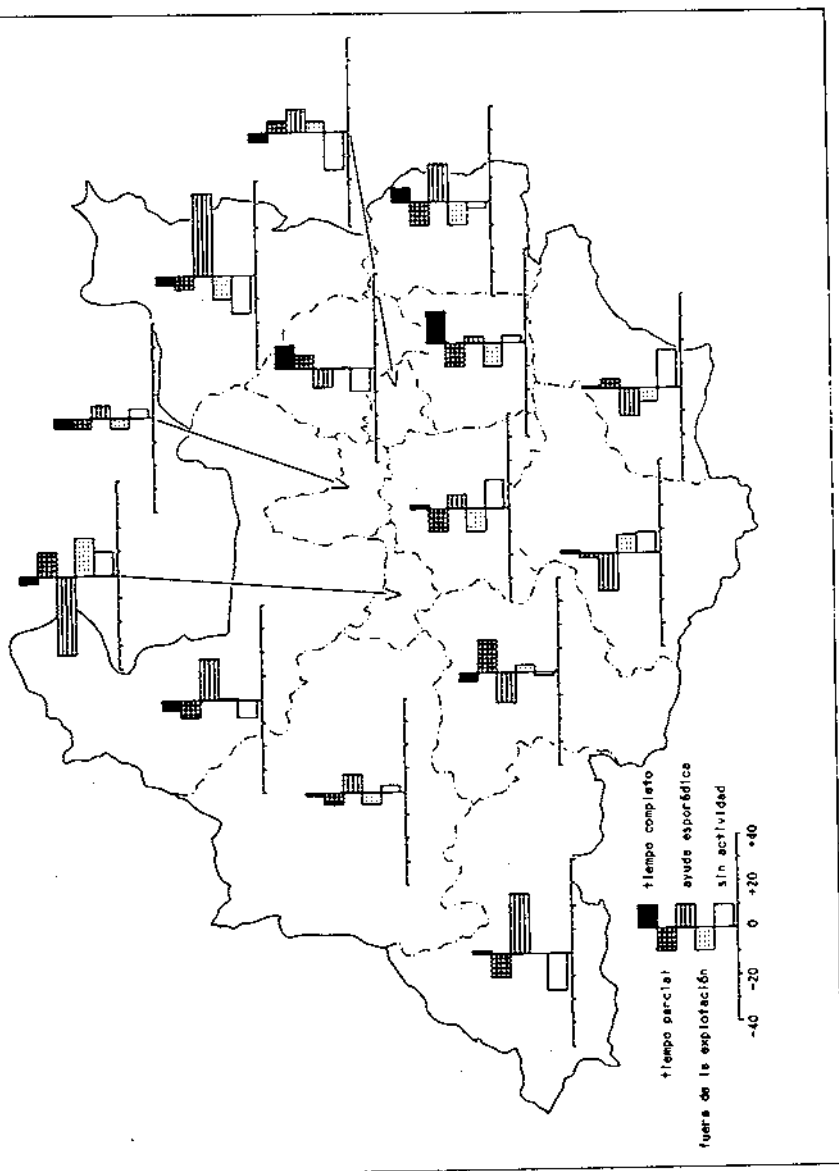 tiempo completo
tiempo parcial
ayuda esporádica
fuera de la explotación
sin actividad
-40 -20 0 +20 +40